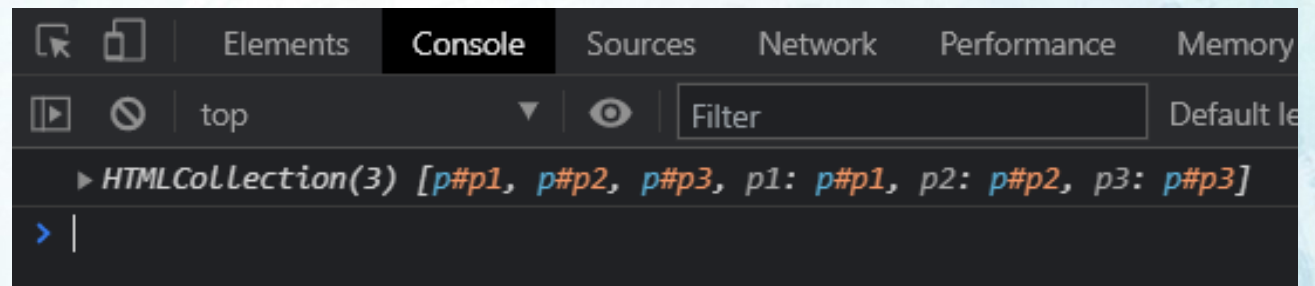 Elements Console Sources Network Performance Memory
top Filter Default le
HTMLCollection(3) [p#p1, p#p2, p#p3, p1: p#p1, p2: p#p2, p3: p#p3]